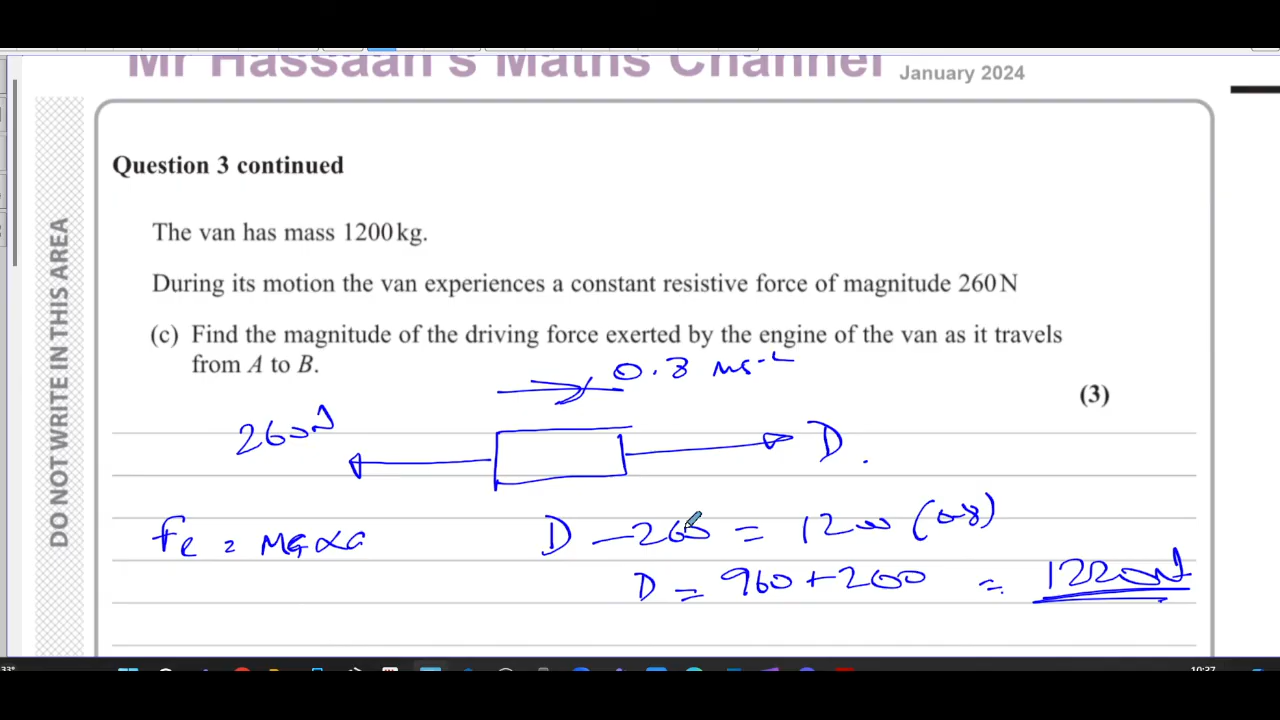 Mr Hassaan's Maths Channel
January 2024
Question 3 continued
DO NOT WRITE IN THIS AREA
The van has mass 1200 kg.
During its motion the van experiences a constant resistive force of magnitude 260 N
(c) Find the magnitude of the driving force exerted by the engine of the van as it travels
from A to B.
(3)
0.8 ms⁻²
260N
D
D - 260 = 1200 (0.8)
D = 960 + 260 = 1220N
33°
10:37